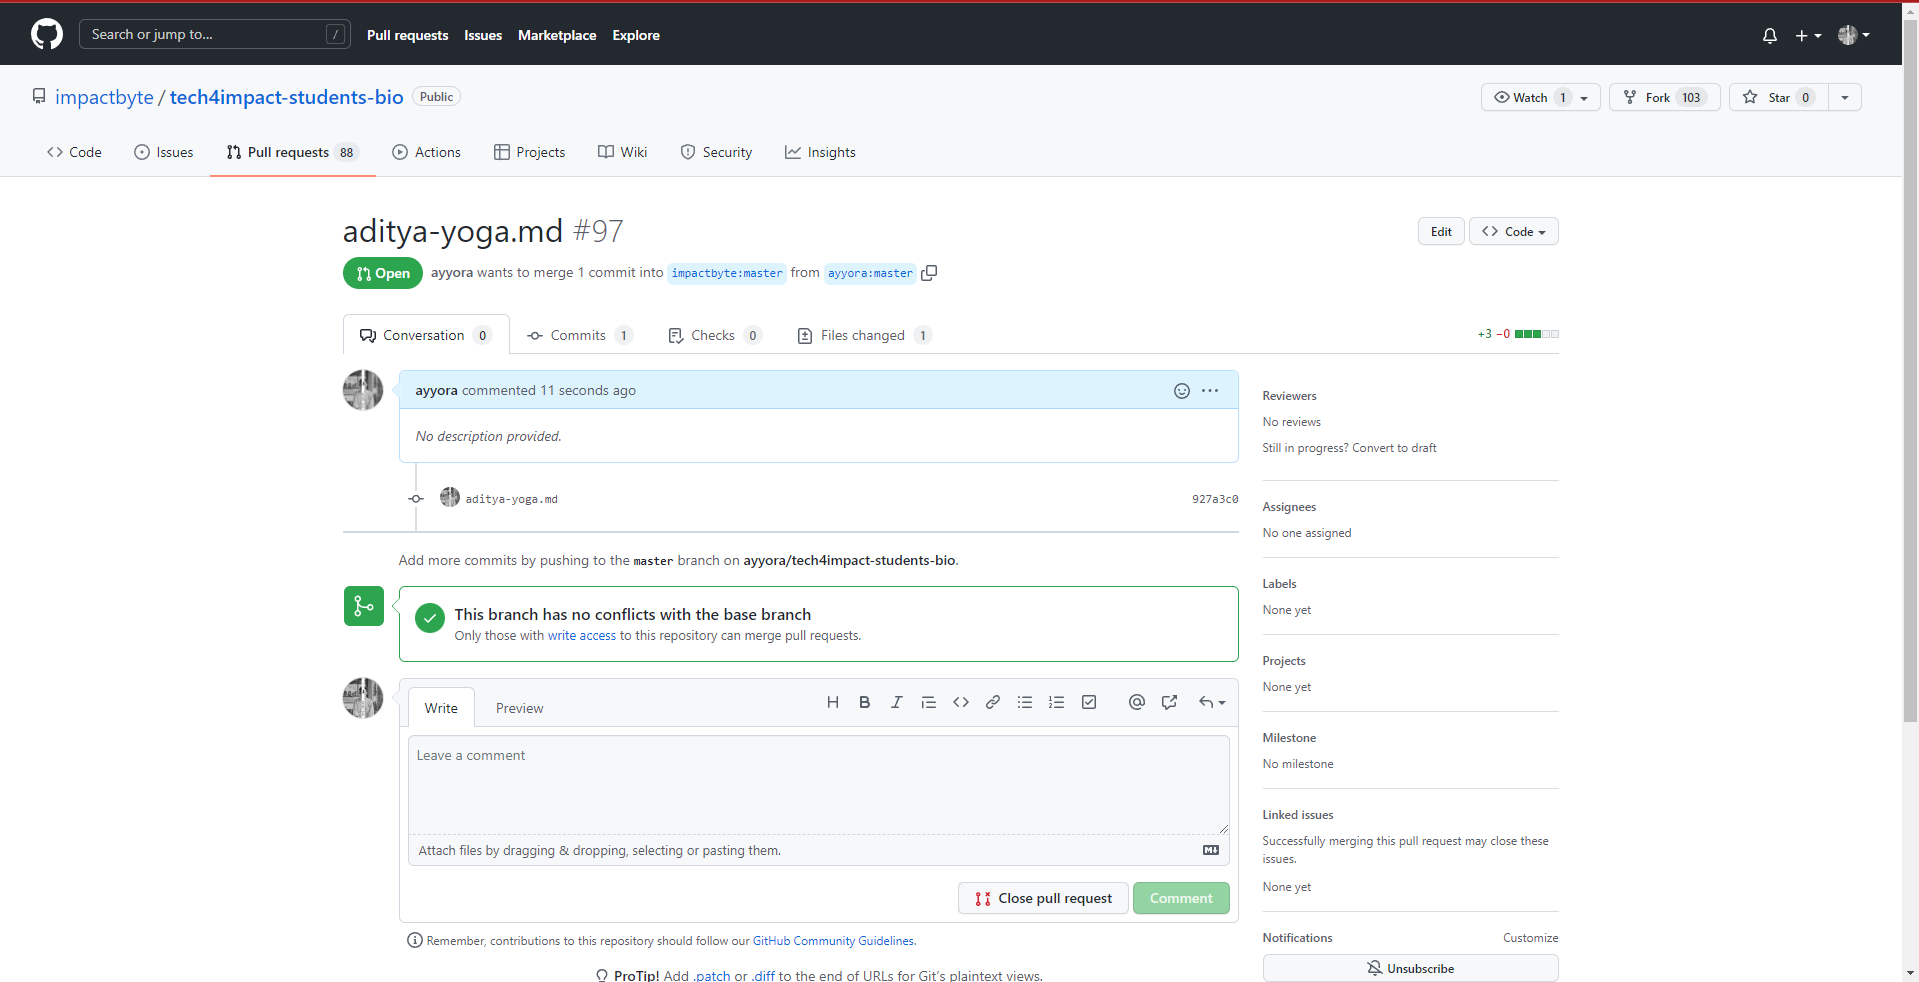 Search or jump to... /
Pull requests Issues Marketplace Explore
impactbyte / tech4impact-students-bio Public
Watch 1 Fork 103 Star 0
Code Issues Pull requests 88 Actions Projects Wiki Security Insights
aditya-yoga.md #97
Edit Code
Open ayyora wants to merge 1 commit into impactbyte:master from ayyora:master
Conversation 0 Commits 1 Checks 0 Files changed 1
+3 −0
ayyora commented 11 seconds ago
No description provided.
aditya-yoga.md 927a3c0
Add more commits by pushing to the master branch on ayyora/tech4impact-students-bio.
This branch has no conflicts with the base branch
Only those with write access to this repository can merge pull requests.
Write Preview
H B I
Leave a comment
Attach files by dragging & dropping, selecting or pasting them.
Close pull request Comment
Remember, contributions to this repository should follow our GitHub Community Guidelines.
ProTip! Add .patch or .diff to the end of URLs for Git's plaintext views.
Reviewers
No reviews
Still in progress? Convert to draft
Assignees
No one assigned
Labels
None yet
Projects
None yet
Milestone
No milestone
Linked issues
Successfully merging this pull request may close these
issues.
None yet
Notifications Customize
Unsubscribe